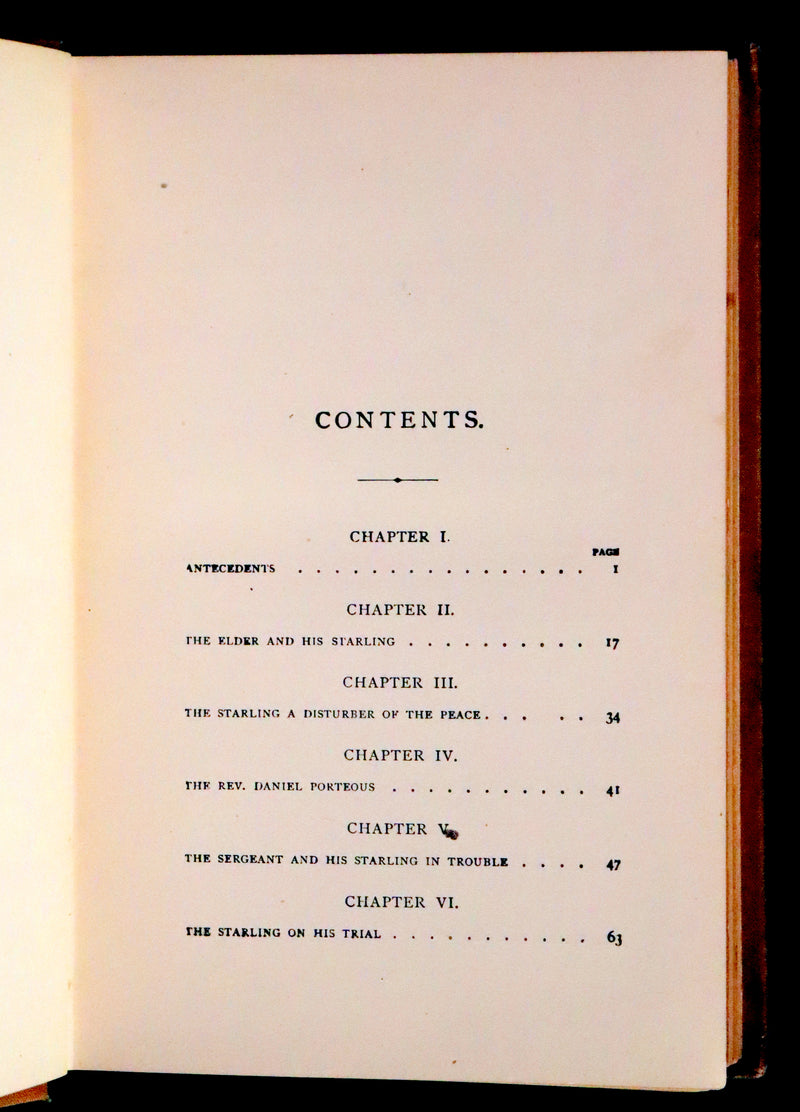 CONTENTS.
CHAPTER I.
PAGE
ANTECEDENTS . . . . . . . . . . . . . . . . 1
CHAPTER II.
THE ELDER AND HIS STARLING . . . . . . . . . . 17
CHAPTER III.
THE STARLING A DISTURBER OF THE PEACE . . . . . 34
CHAPTER IV.
THE REV. DANIEL PORTEOUS . . . . . . . . . . . 41
CHAPTER V.
THE SERGEANT AND HIS STARLING IN TROUBLE . . . . 47
CHAPTER VI.
THE STARLING ON HIS TRIAL . . . . . . . . . . . 63